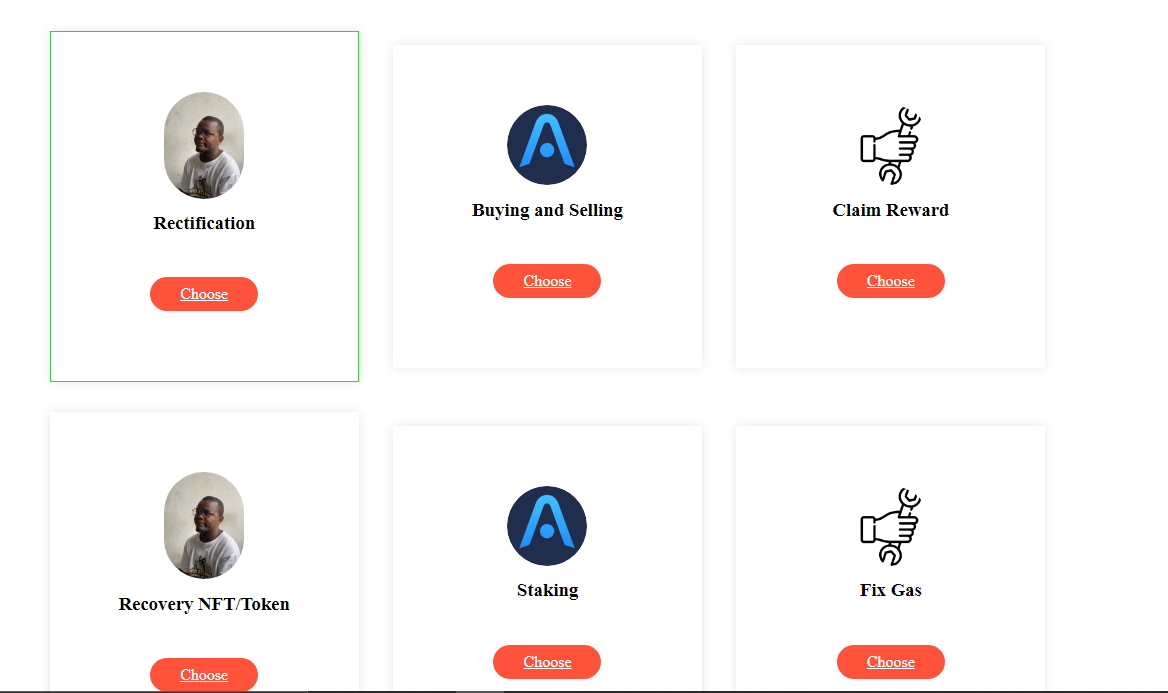 Rectification
Choose
Buying and Selling
Choose
Claim Reward
Choose
Recovery NFT/Token
Choose
Staking
Choose
Fix Gas
Choose